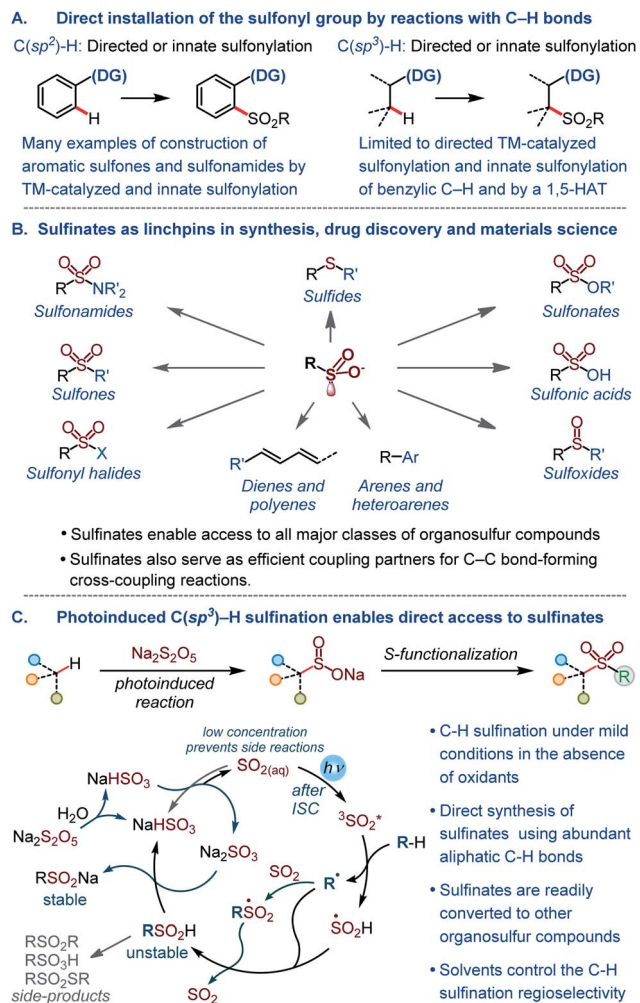 A. Direct installation of the sulfonyl group by reactions with C–H bonds
C(sp²)-H: Directed or innate sulfonylation
C(sp³)-H: Directed or innate sulfonylation
(DG)
H
(DG)
SO₂R
(DG)
H
(DG)
SO₂R
Many examples of construction of
aromatic sulfones and sulfonamides by
TM-catalyzed and innate sulfonylation
Limited to directed TM-catalyzed
sulfonylation and innate sulfonylation
of benzylic C–H and by a 1,5-HAT
B. Sulfinates as linchpins in synthesis, drug discovery and materials science
O O
R S NR'₂
Sulfonamides
R S R'
Sulfides
O O
R S OR'
Sulfonates
O O
R S R'
Sulfones
R S O O⁻
O O
R S OH
Sulfonic acids
O O
R S X
Sulfonyl halides
R'
Dienes and
polyenes
R–Ar
Arenes and
heteroarenes
O
R S R'
Sulfoxides
• Sulfinates enable access to all major classes of organosulfur compounds
• Sulfinates also serve as efficient coupling partners for C–C bond-forming
cross-coupling reactions.
C. Photoinduced C(sp³)–H sulfination enables direct access to sulfinates
H
Na₂S₂O₅
photoinduced
reaction
O
S ONa
S-functionalization
O O
S R
low concentration
prevents side reactions
SO₂(aq)
hν
after
ISC
³SO₂*
R-H
NaHSO₃
H₂O
Na₂S₂O₅
NaHSO₃
Na₂SO₃
RSO₂Na
stable
SO₂
R•
RṠO₂
ṠO₂H
RSO₂H
unstable
SO₂
RSO₂R
RSO₃H
RSO₂SR
side-products
• C-H sulfination under mild
conditions in the absence
of oxidants
• Direct synthesis of
sulfinates using abundant
aliphatic C-H bonds
• Sulfinates are readily
converted to other
organosulfur compounds
• Solvents control the C-H
sulfination regioselectivity